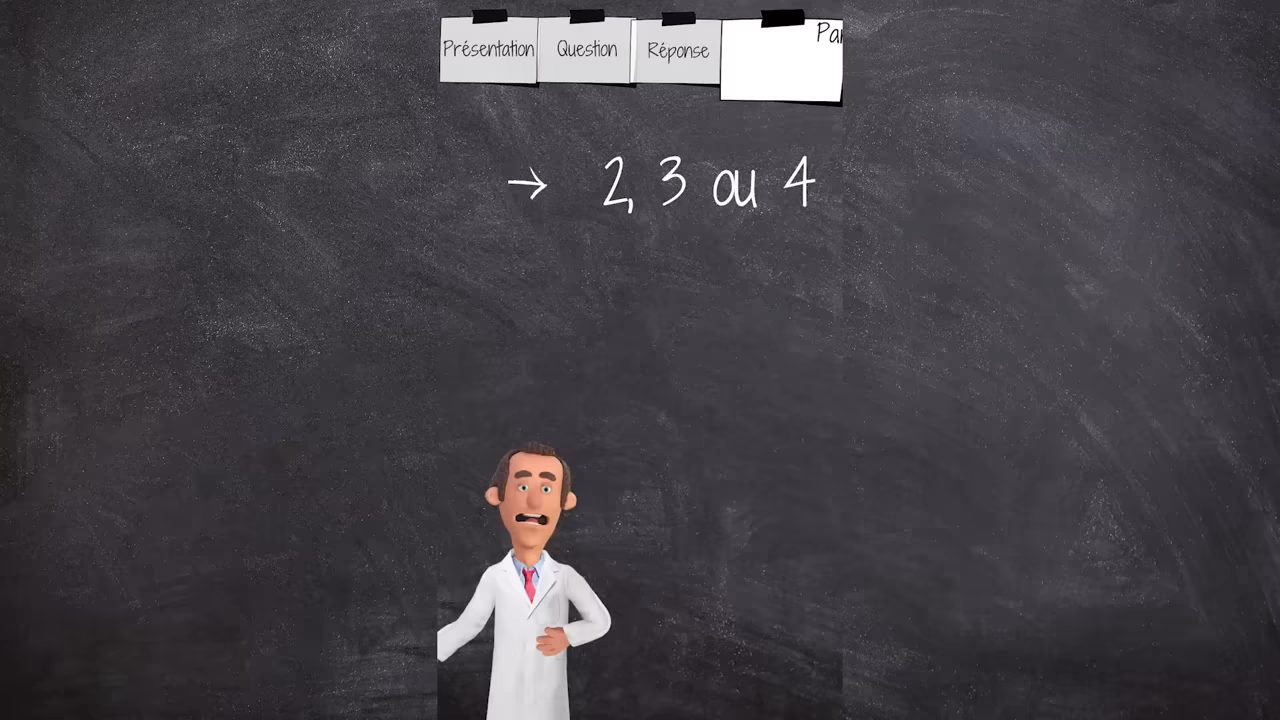 Présentation
Question
Réponse
→ 2, 3 ou 4